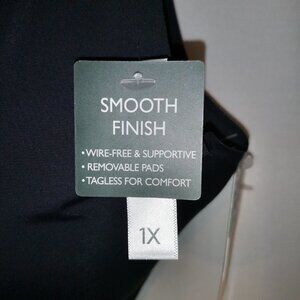 SMOOTH
FINISH
• WIRE-FREE & SUPPORTIVE
• REMOVABLE PADS
• TAGLESS FOR COMFORT
1X